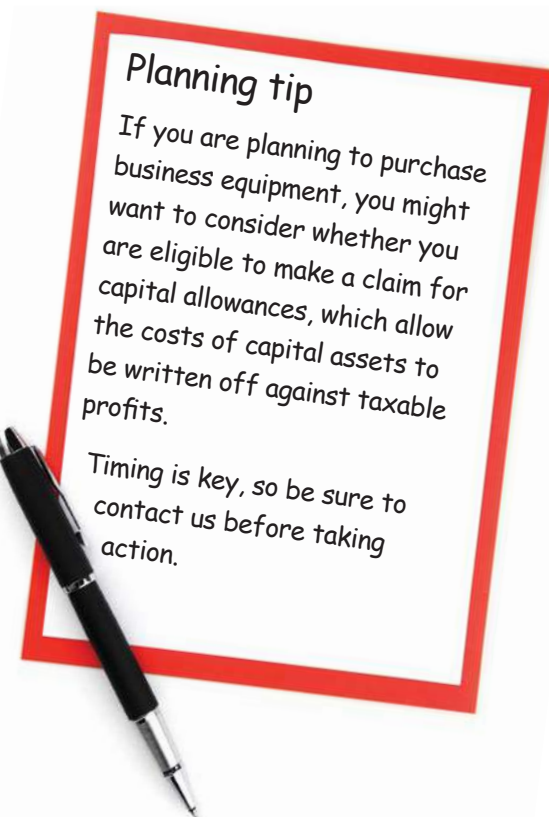 Planning tip
If you are planning to purchase
business equipment, you might
want to consider whether you
are eligible to make a claim for
capital allowances, which allow
the costs of capital assets to
be written off against taxable
profits.
Timing is key, so be sure to
contact us before taking
action.